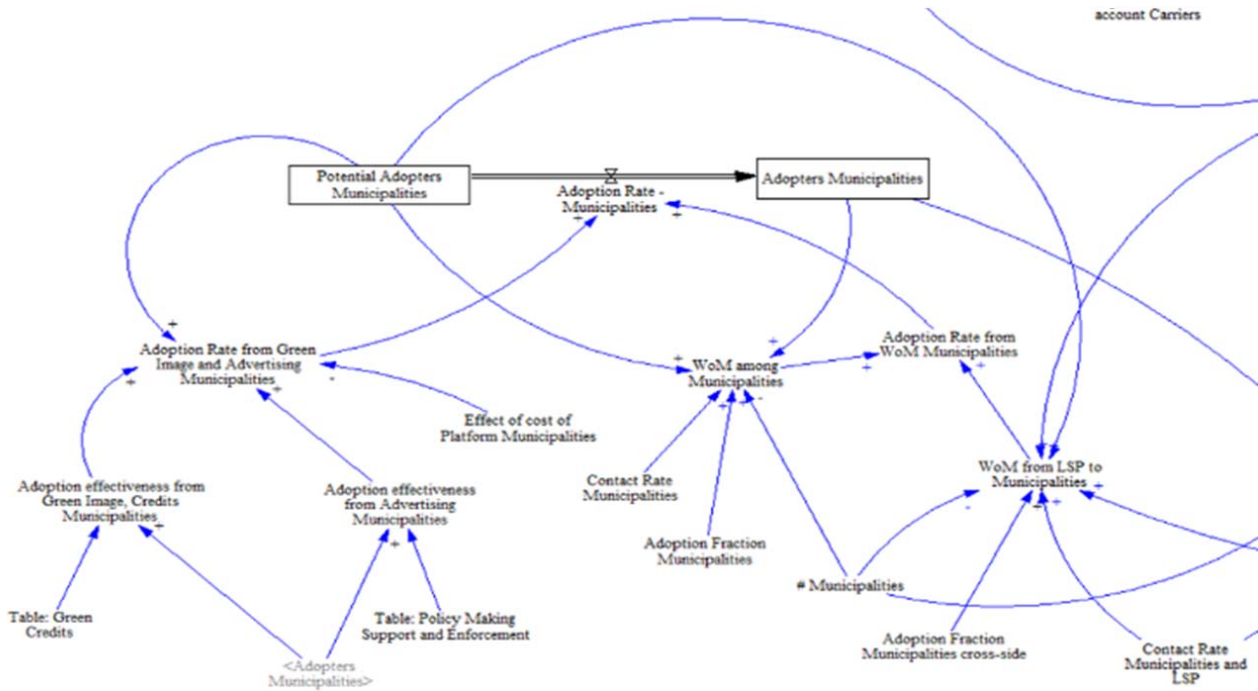 account Carriers
Potential Adopters
Municipalities
Adoption Rate -
Municipalities
Adopters Municipalities
+
+
+
Adoption Rate from Green
Image and Advertising
Municipalities
+
+
-
Effect of cost of
Platform Municipalities
+
+
WoM among
Municipalities
+
+
-
+
Adoption Rate from
WoM Municipalities
+
Adoption effectiveness from
Green Image, Credits
Municipalities
+
Adoption effectiveness
from Advertising
Municipalities
+
Contact Rate
Municipalities
Adoption Fraction
Municipalities
# Municipalities
+
+
WoM from LSP to
Municipalities
-
+
+
+
Table: Green
Credits
Table: Policy Making
Support and Enforcement
<Adopters
Municipalities>
Adoption Fraction
Municipalities cross-side
Contact Rate
Municipalities and
LSP